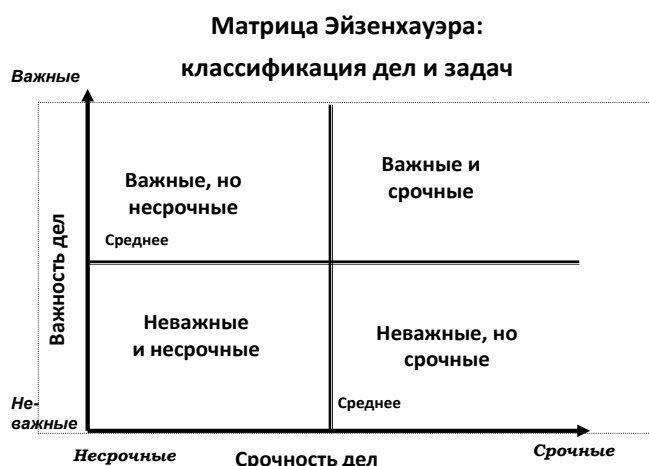 Матрица Эйзенхауэра:
классификация дел и задач
Важные
Важность дел
Важные, но
несрочные
Важные и
срочные
Среднее
Неважные
и несрочные
Неважные, но
срочные
Не-
важные
Среднее
Несрочные
Срочность дел
Срочные